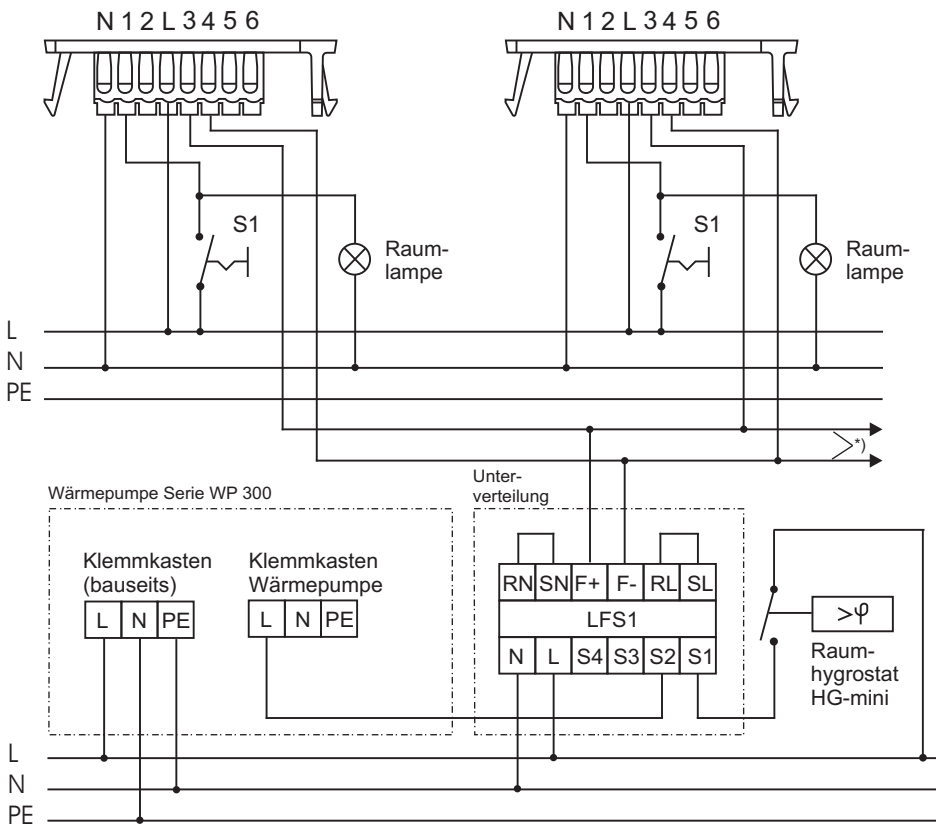 N 1 2 L 3 4 5 6
N 1 2 L 3 4 5 6
S1
Raum-
lampe
S1
Raum-
lampe
L
N
PE
*)
Wärmepumpe Serie WP 300
Unter-
verteilung
Klemmkasten
(bauseits)
L N PE
Klemmkasten
Wärmepumpe
L N PE
RN SN F+ F- RL SL
LFS1
N L S4 S3 S2 S1
>φ
Raum-
hygrostat
HG-mini
L
N
PE